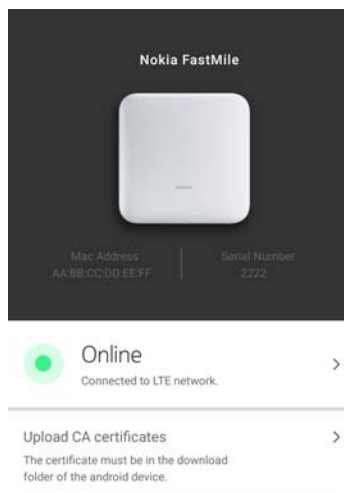 Nokia FastMile
Mac Address
AA:BB:CC:DD:EE:FF
Serial Number
2222
Online
Connected to LTE network.
Upload CA certificates
The certificate must be in the download
folder of the android device.